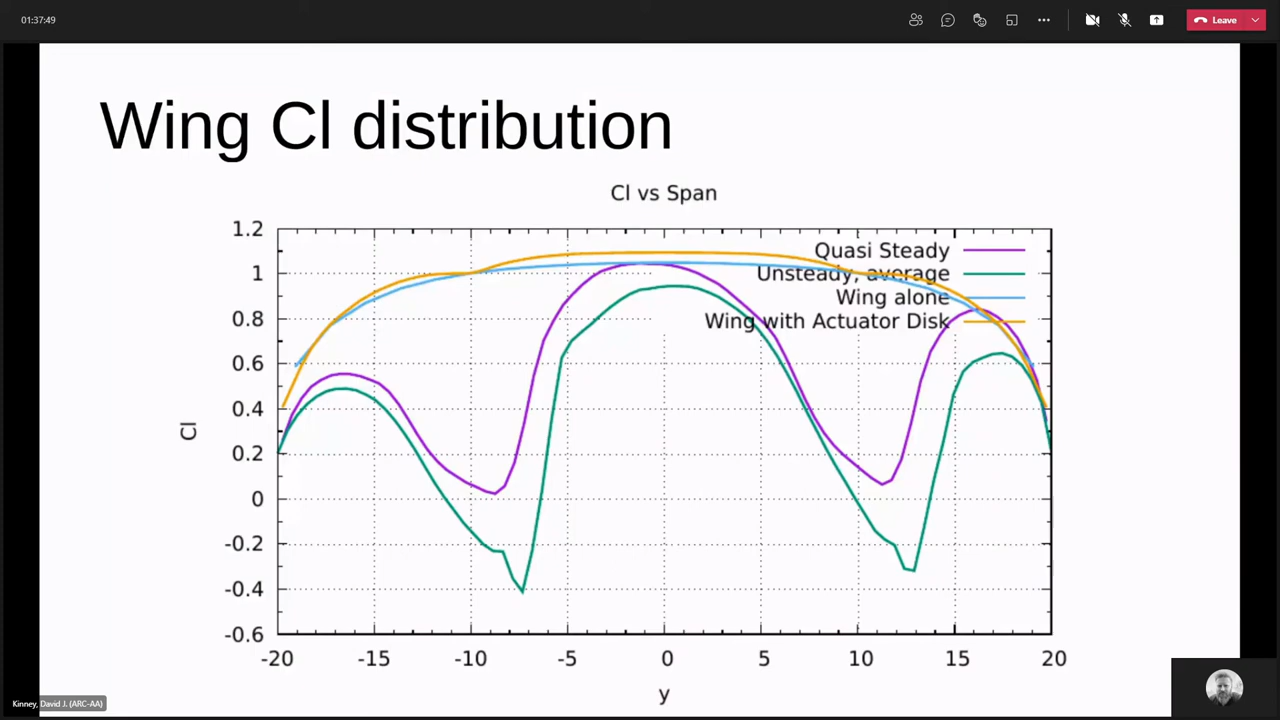 01:37:49
Leave
Wing Cl distribution
Cl vs Span
1.2
1
0.8
0.6
0.4
0.2
0
-0.2
-0.4
-0.6
Cl
Quasi Steady
Unsteady, average
Wing alone
Wing with Actuator Disk
-20 -15 -10 -5 0 5 10 15 20
y
Kinney, David J. (ARC-AA)